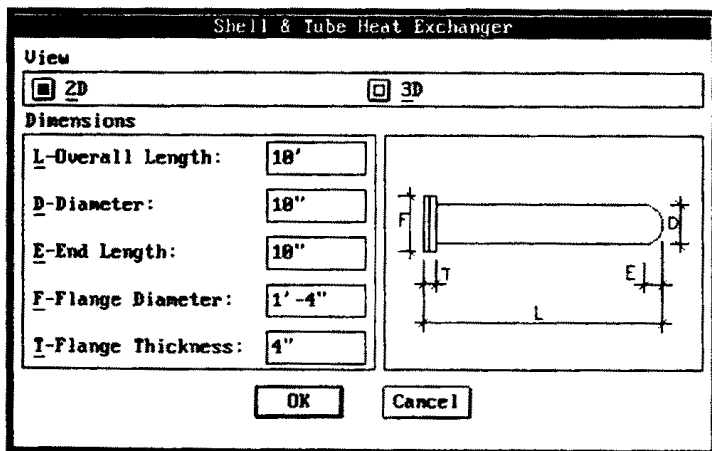 Shell & Tube Heat Exchanger
View
2D 3D
Dimensions
L-Overall Length: 10'
D-Diameter: 10"
E-End Length: 10"
F-Flange Diameter: 1'-4"
T-Flange Thickness: 4"
F D
T E
L
OK Cancel